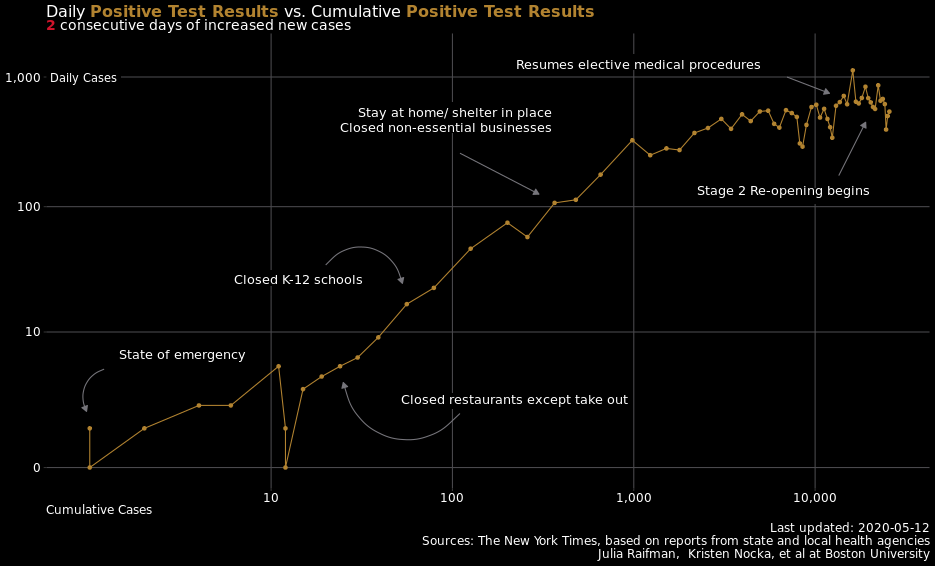 Daily Positive Test Results vs. Cumulative Positive Test Results
2 consecutive days of increased new cases
Resumes elective medical procedures
1,000
Daily Cases
Stay at home/ shelter in place
Closed non-essential businesses
Stage 2 Re-opening begins
100
Closed K-12 schools
10
State of emergency
Closed restaurants except take out
0
10
100
1,000
10,000
Cumulative Cases
Last updated: 2020-05-12
Sources: The New York Times, based on reports from state and local health agencies
Julia Raifman,  Kristen Nocka, et al at Boston University